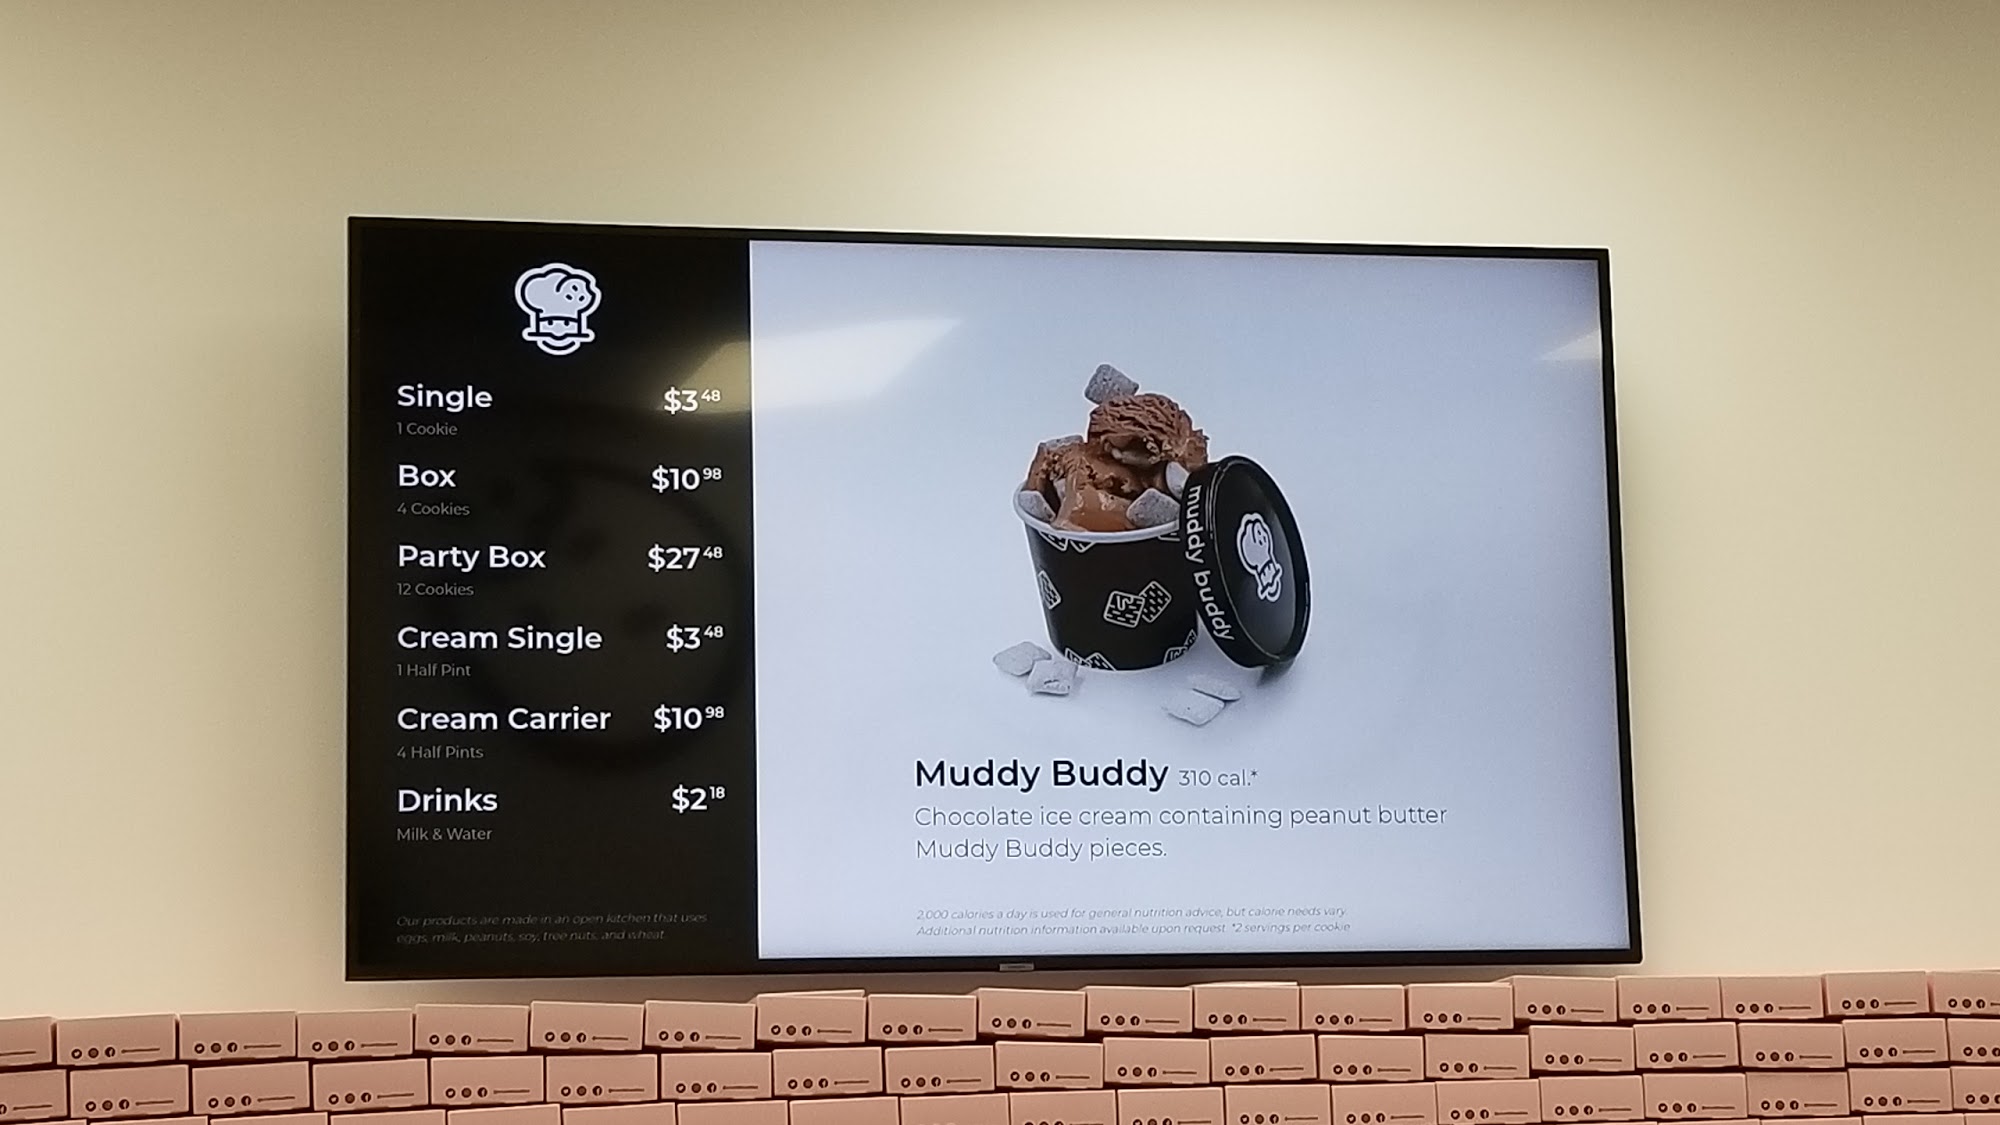 Single $3 48
1 Cookie
Box $10 98
4 Cookies
Party Box $27 48
12 Cookies
Cream Single $3 48
1 Half Pint
Cream Carrier $10 98
4 Half Pints
Drinks $2 18
Milk & Water
Our products are made in an open kitchen that uses
eggs, milk, peanuts, soy, tree nuts, and wheat.
muddy buddy
Muddy Buddy 310 cal.*
Chocolate ice cream containing peanut butter
Muddy Buddy pieces.
2,000 calories a day is used for general nutrition advice, but calorie needs vary.
Additional nutrition information available upon request. *2 servings per cookie